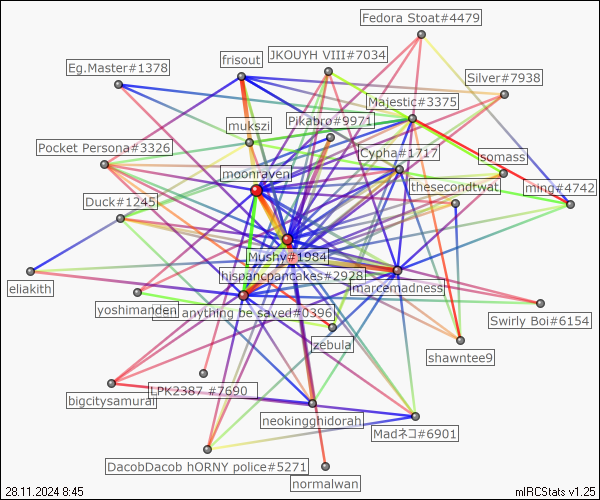 Fedora Stoat#4479
JKOUYH VIII#7034
frisout
Eg.Master#1378
Silver#7938
Majestic#3375
Pikabro#9971
mukszi
Pocket Persona#3326
Cypha#1717
somass
moonraven
thesecondtwat
ming#4742
Duck#1245
Mushy#1984
hispancpancakes#2928
marcemadness
eliakith
yoshimanden
anything be saved#0396
Swirly Boi#6154
zebula
shawntee9
LPK2387 #7690
bigcitysamurai
neokingghidorah
Madネコ#6901
DacobDacob hORNY police#5271
normalwan
28.11.2024 8:45
mIRCStats v1.25